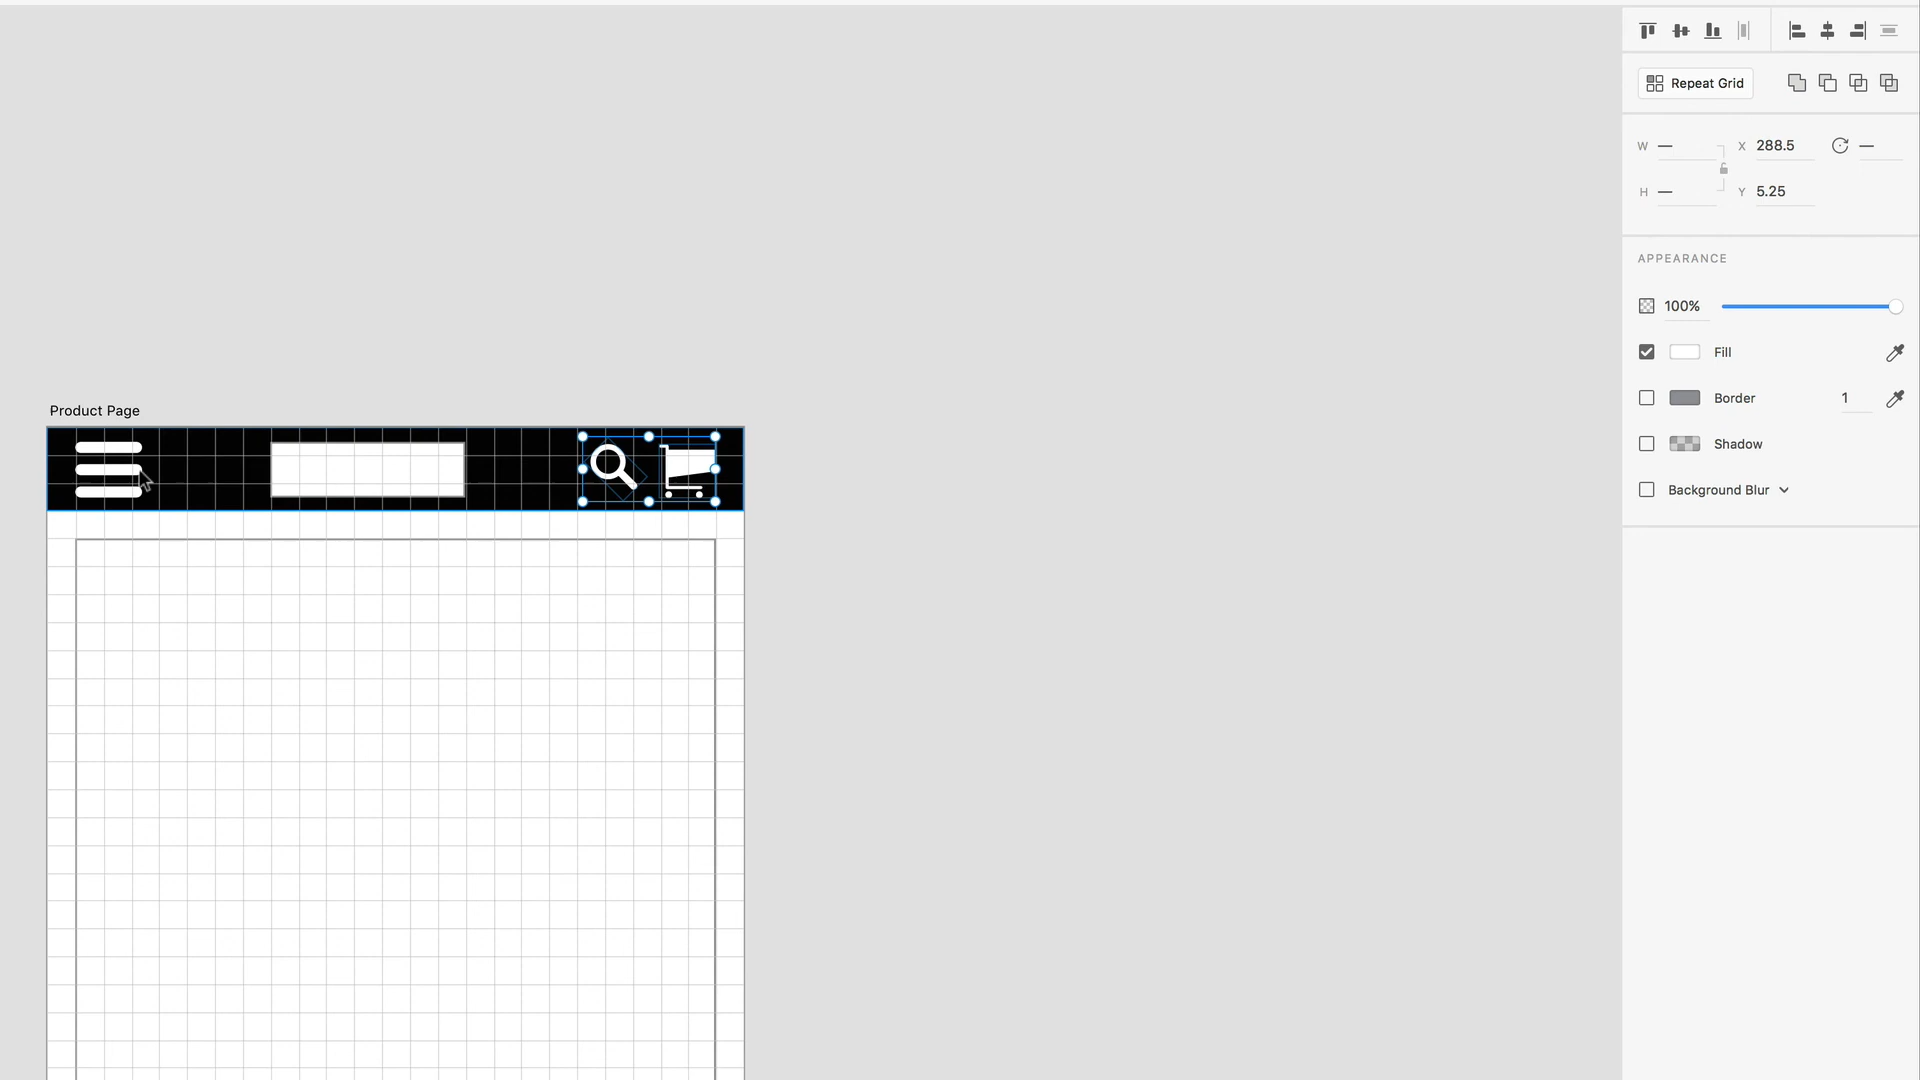 Repeat Grid
W — X 288.5 —
H — Y 5.25
APPEARANCE
100%
Fill
Border 1
Shadow
Background Blur
Product Page